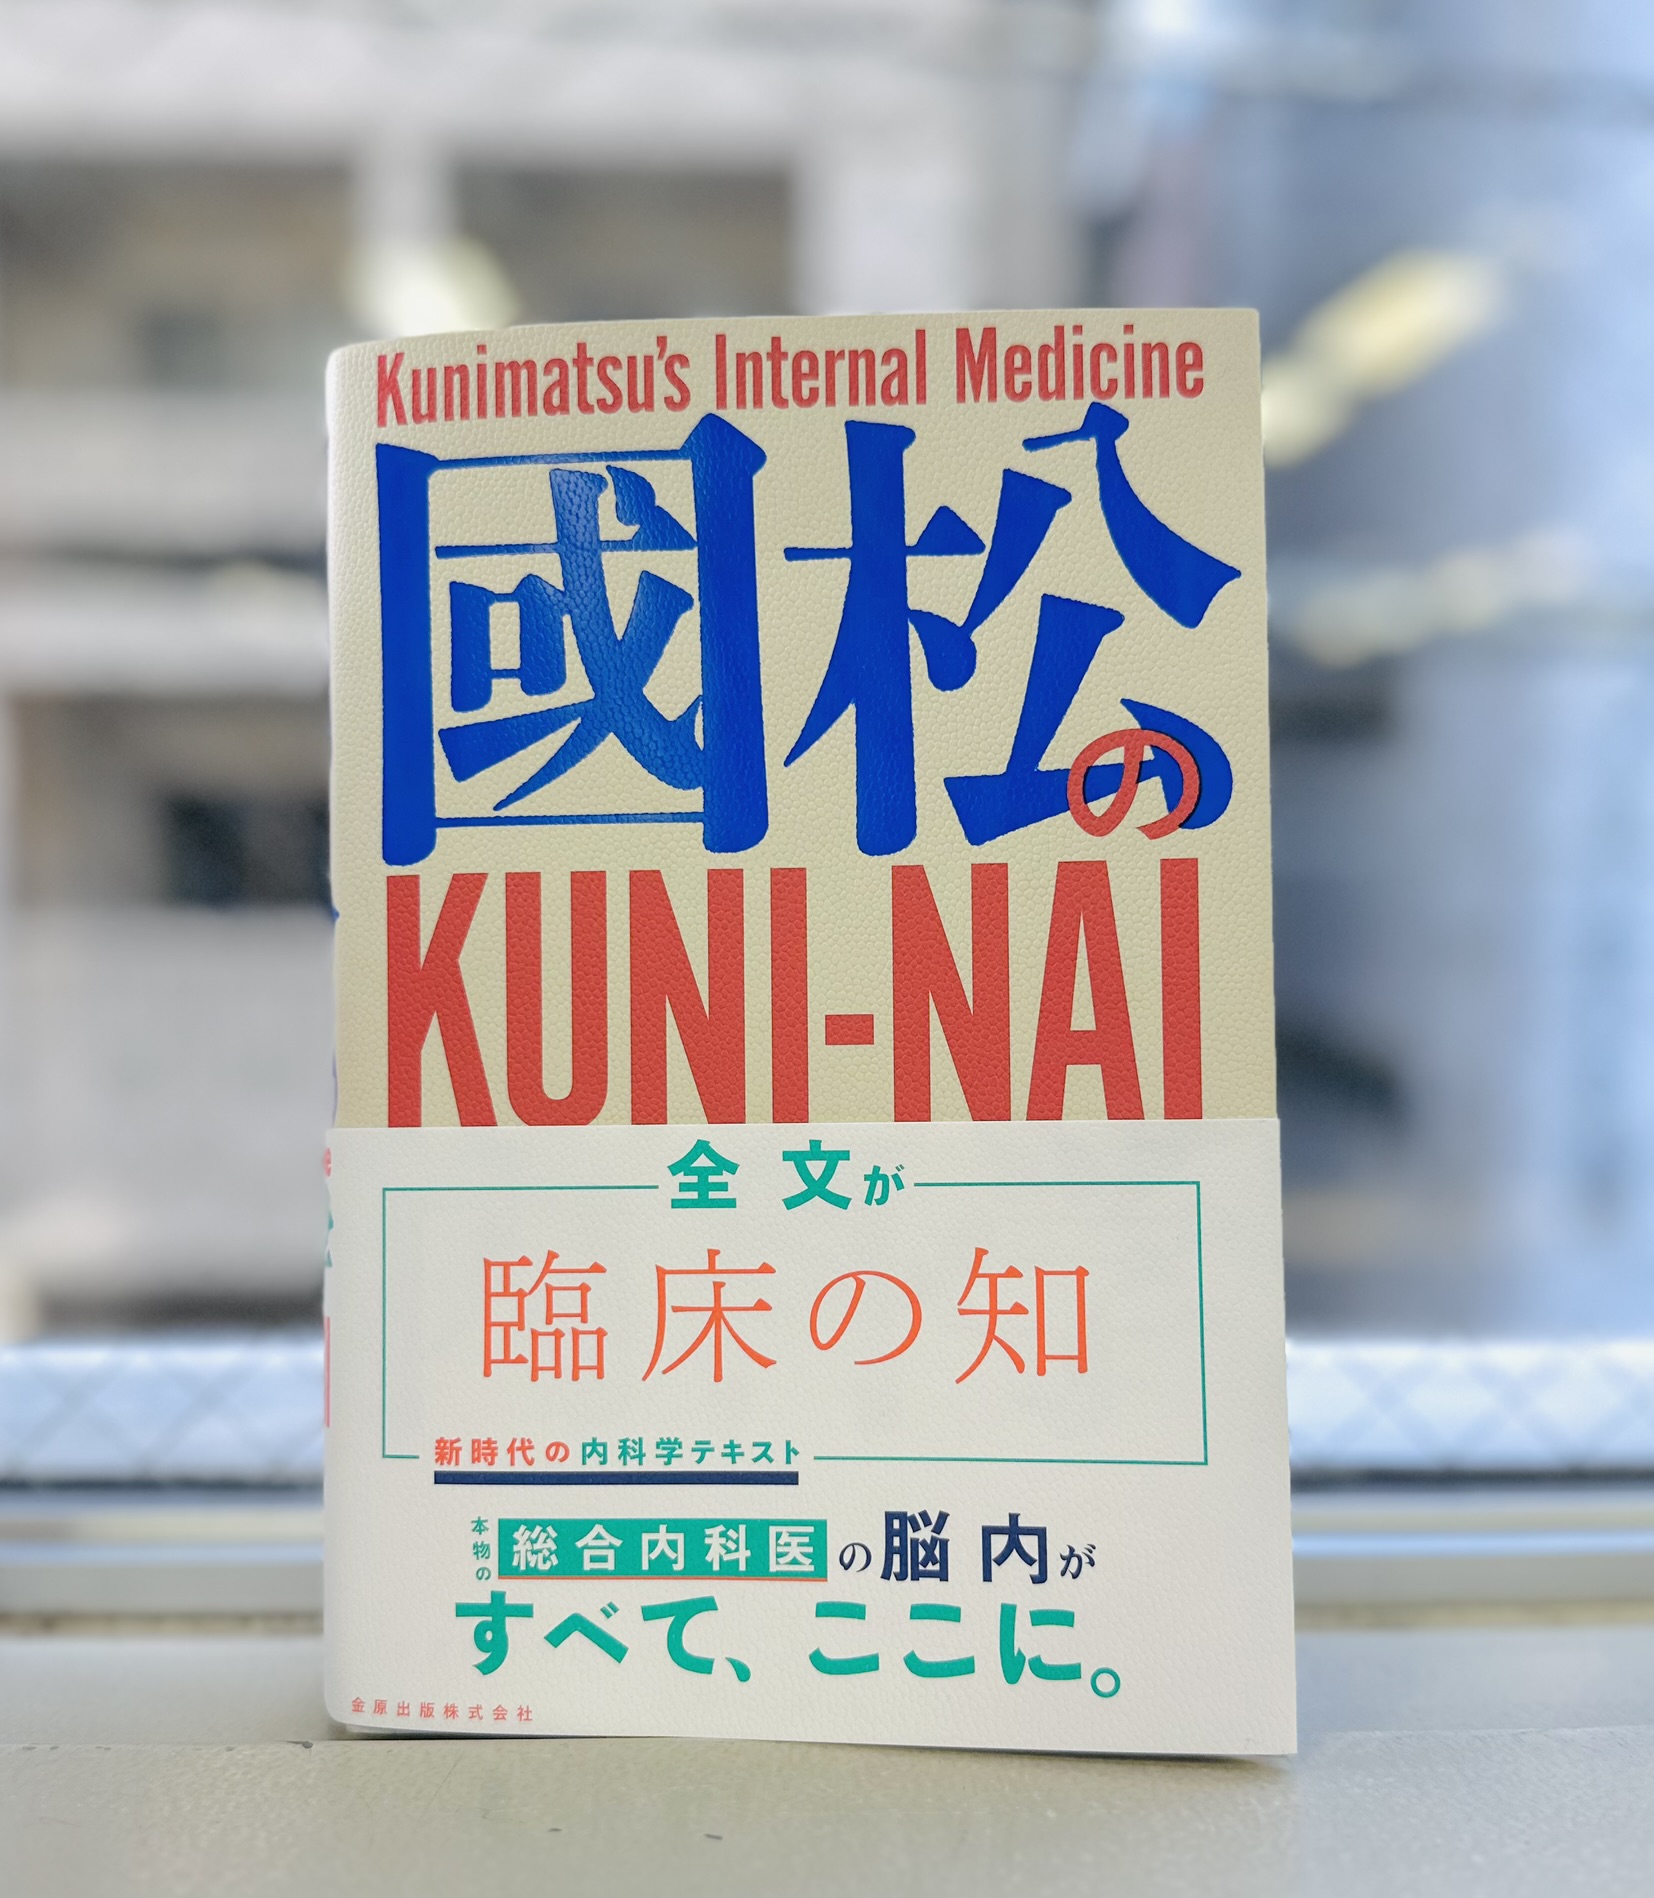 Kunimatsu's Internal Medicine
國松の
KUNI-NAI
全文が
臨床の知
新時代の内科学テキスト
本物の総合内科医の脳内が
すべて、ここに。
金原出版株式会社